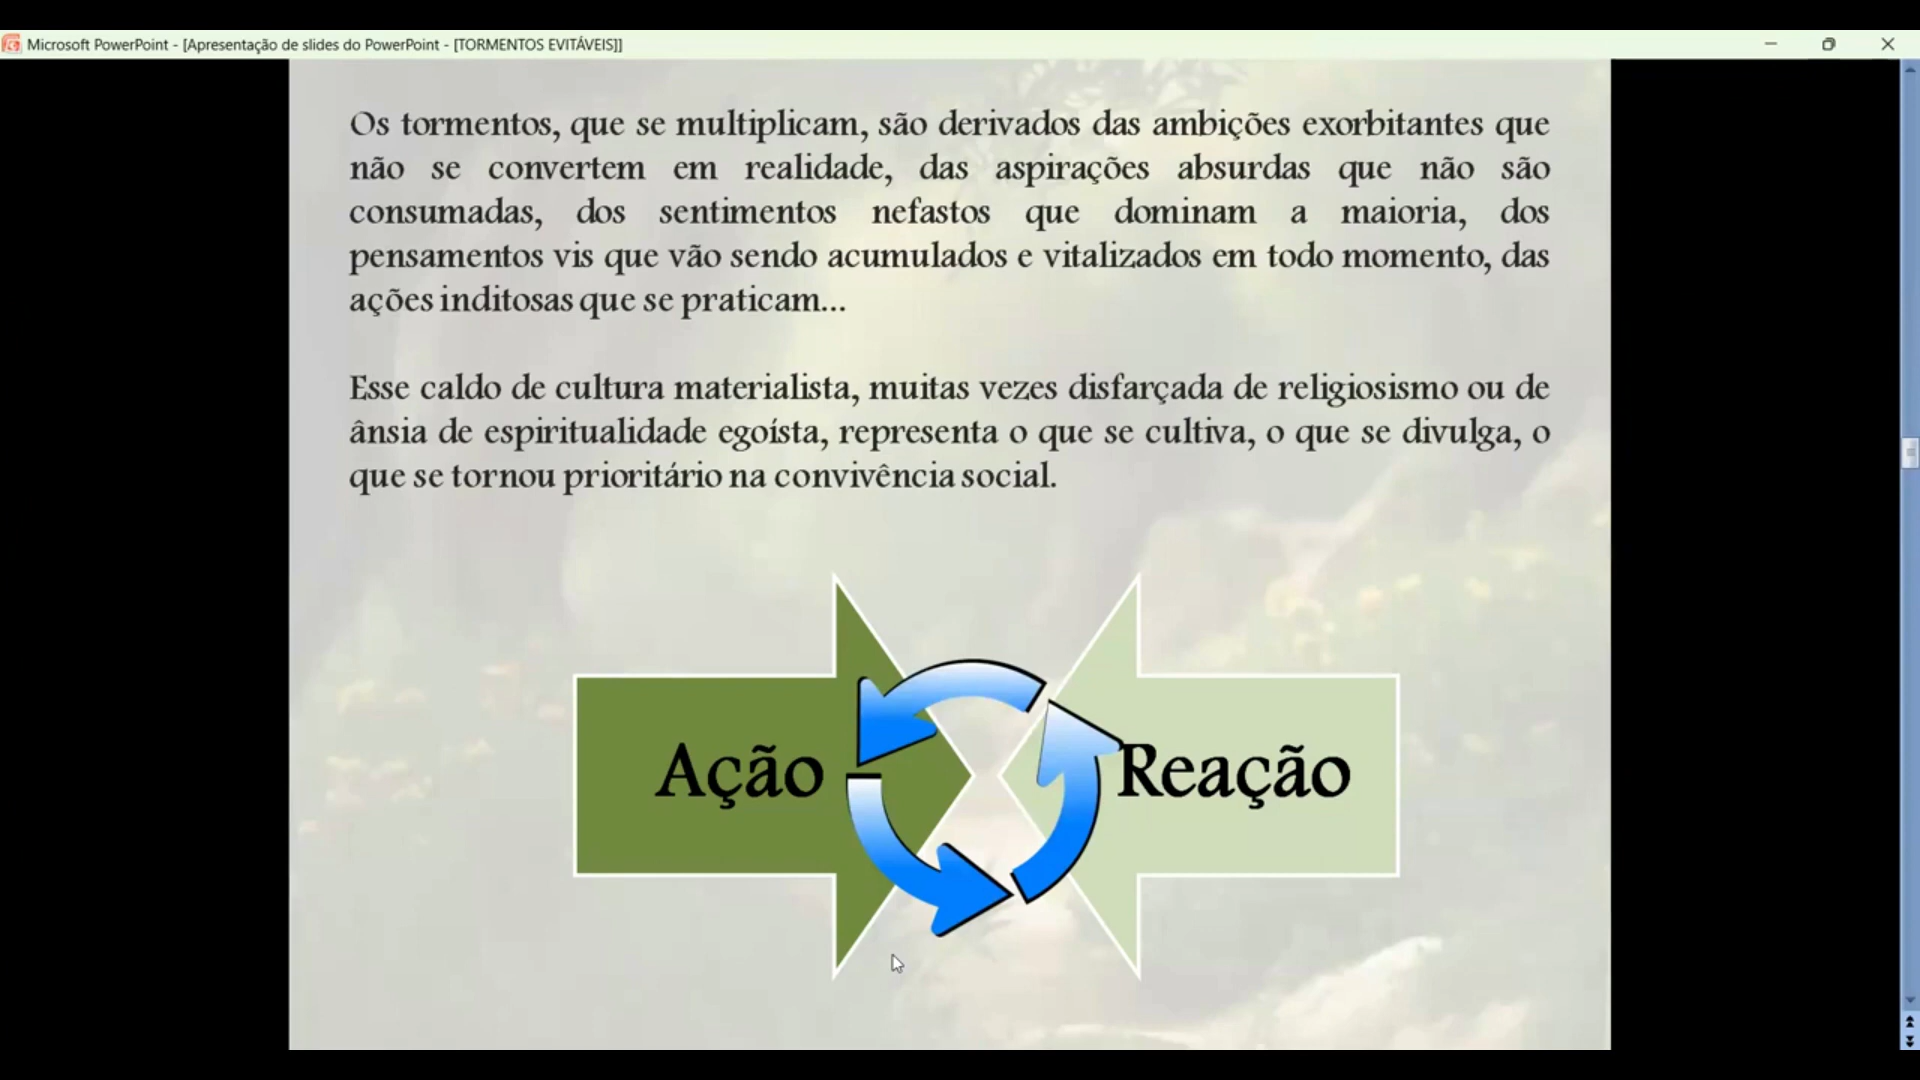 Microsoft PowerPoint - [Apresentação de slides do PowerPoint - [TORMENTOS EVITÁVEIS]]
Os tormentos, que se multiplicam, são derivados das ambições exorbitantes que
não se convertem em realidade, das aspirações absurdas que não são
consumadas, dos sentimentos nefastos que dominam a maioria, dos
pensamentos vis que vão sendo acumulados e vitalizados em todo momento, das
ações inditosas que se praticam...
Esse caldo de cultura materialista, muitas vezes disfarçada de religiosismo ou de
ânsia de espiritualidade egoísta, representa o que se cultiva, o que se divulga, o
que se tornou prioritário na convivência social.
Ação
Reação